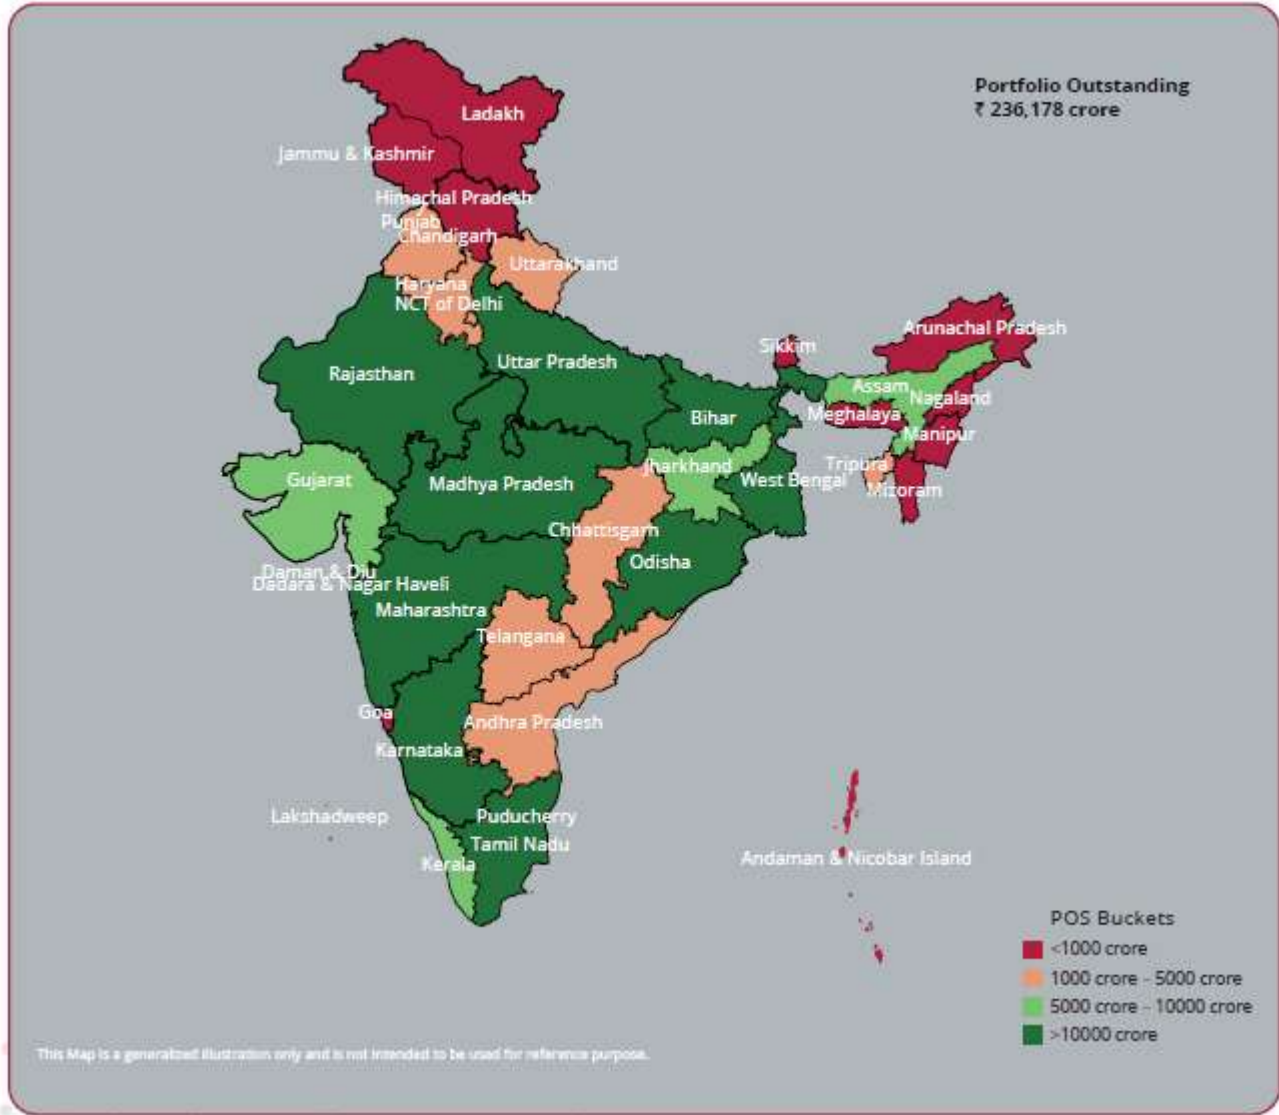 Portfolio Outstanding
₹ 236,178 crore
Ladakh
Jammu & Kashmir
Himachal Pradesh
Punjab
Chandigarh
Uttarakhand
Haryana
NCT of Delhi
Arunachal Pradesh
Sikkim
Uttar Pradesh
Rajasthan
Assam
Nagaland
Meghalaya
Bihar
Manipur
Tripura
Jharkhand
Gujarat
Madhya Pradesh
West Bengal
Mizoram
Chhattisgarh
Odisha
Daman & Diu
Dadara & Nagar Haveli
Maharashtra
Telangana
Goa
Andhra Pradesh
Karnataka
Lakshadweep
Puducherry
Tamil Nadu
Kerala
Andaman & Nicobar Island
POS Buckets
<1000 crore
1000 crore – 5000 crore
5000 crore – 10000 crore
>10000 crore
This Map is a generalized illustration only and is not intended to be used for reference purpose.